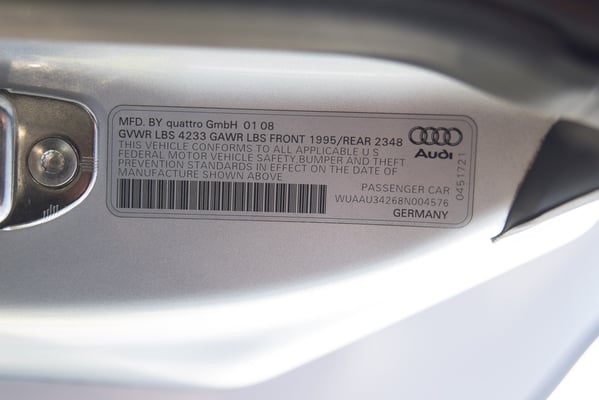 MFD. BY quattro GmbH 01 08
GVWR LBS 4233 GAWR LBS FRONT 1995/REAR 2348
THIS VEHICLE CONFORMS TO ALL APPLICABLE U S
FEDERAL MOTOR VEHICLE SAFETY,BUMPER AND THEFT
PREVENTION STANDARDS IN EFFECT ON THE DATE OF
MANUFACTURE SHOWN ABOVE
Audi
PASSENGER CAR
WUAAU34268N004576
GERMANY
0451721